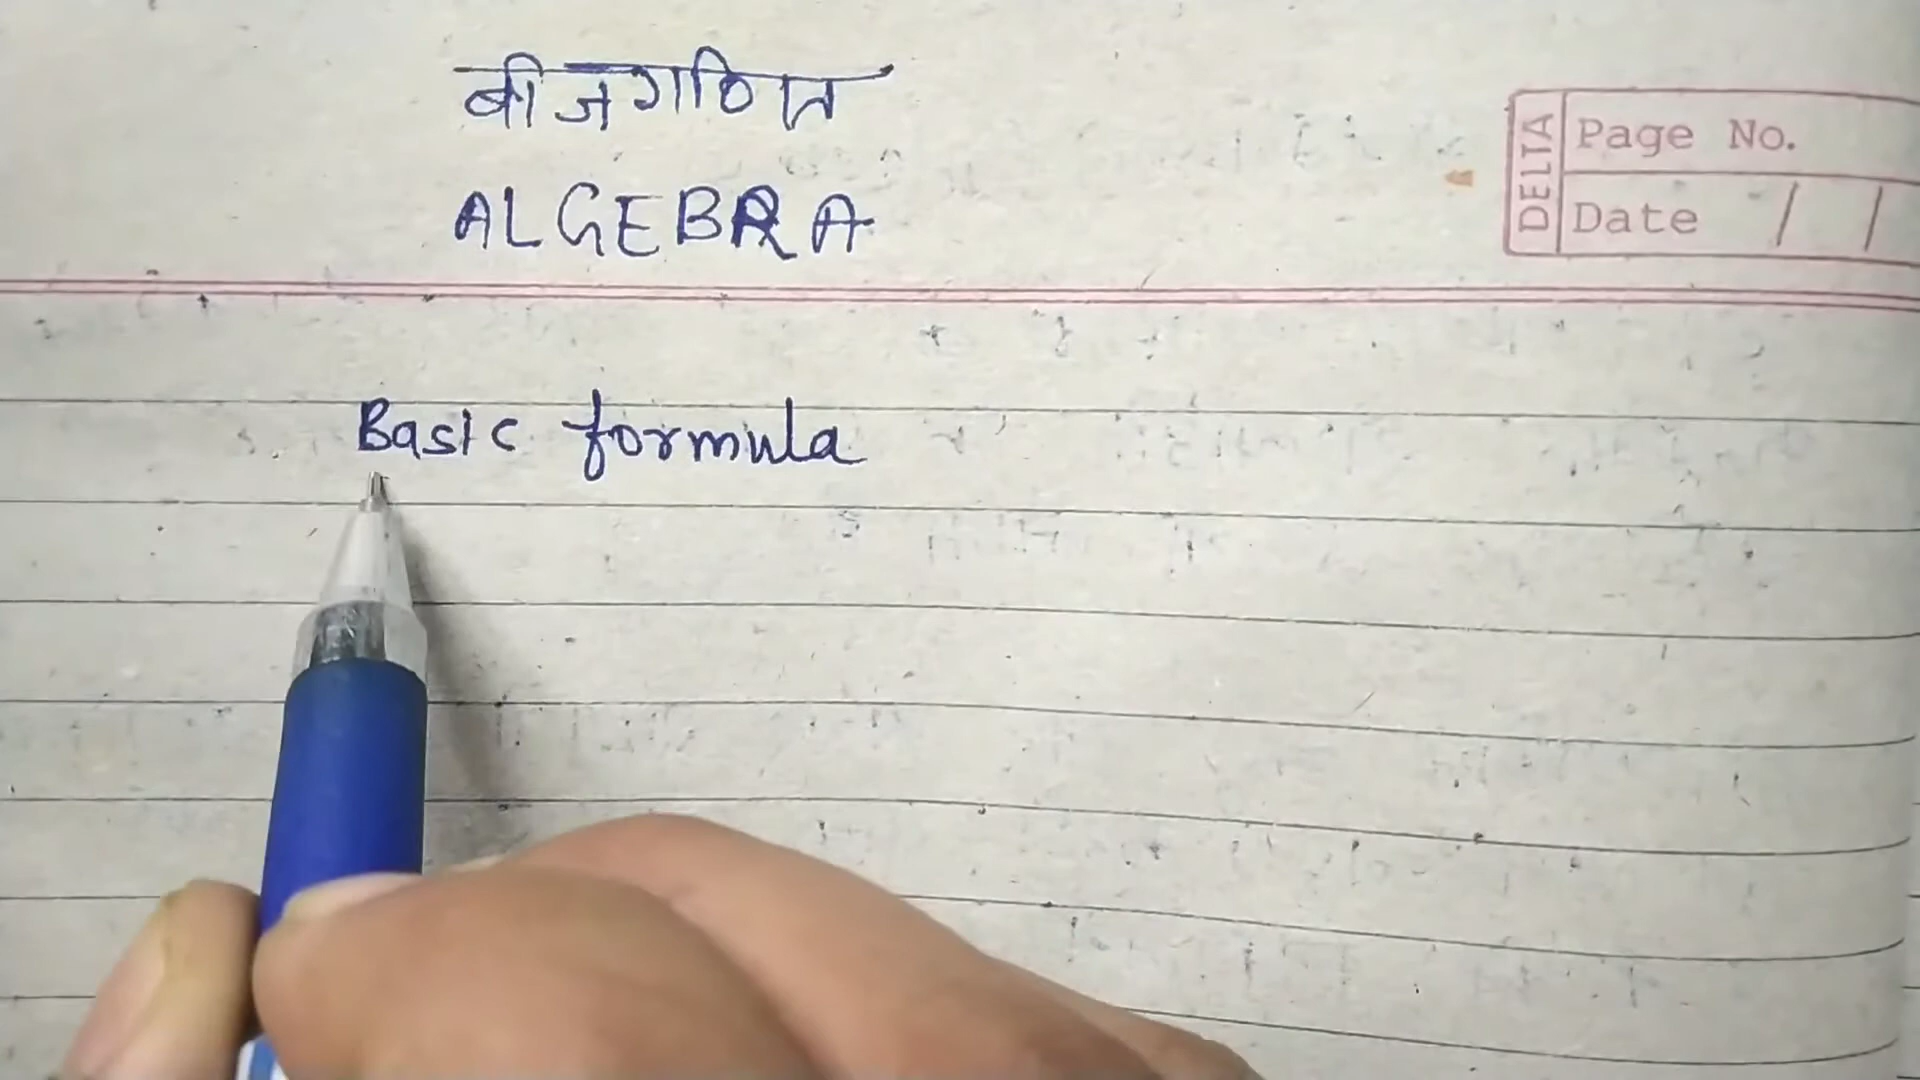 बीजगणित
ALGEBRA
DELTA
Page No.
Date / /
Basic formula